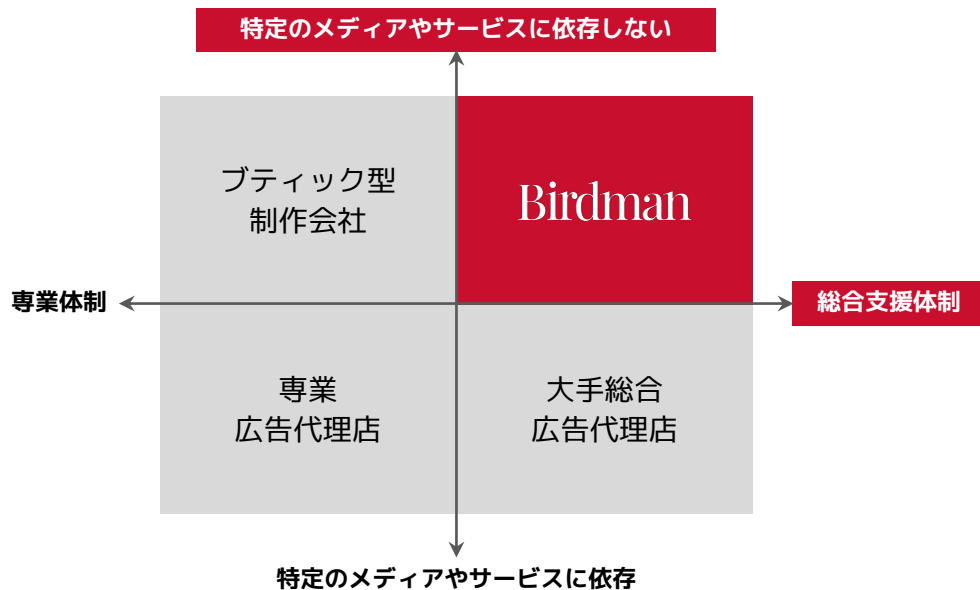 特定のメディアやサービスに依存しない
ブティック型
制作会社
Birdman
専業体制
総合支援体制
専業
広告代理店
大手総合
広告代理店
特定のメディアやサービスに依存